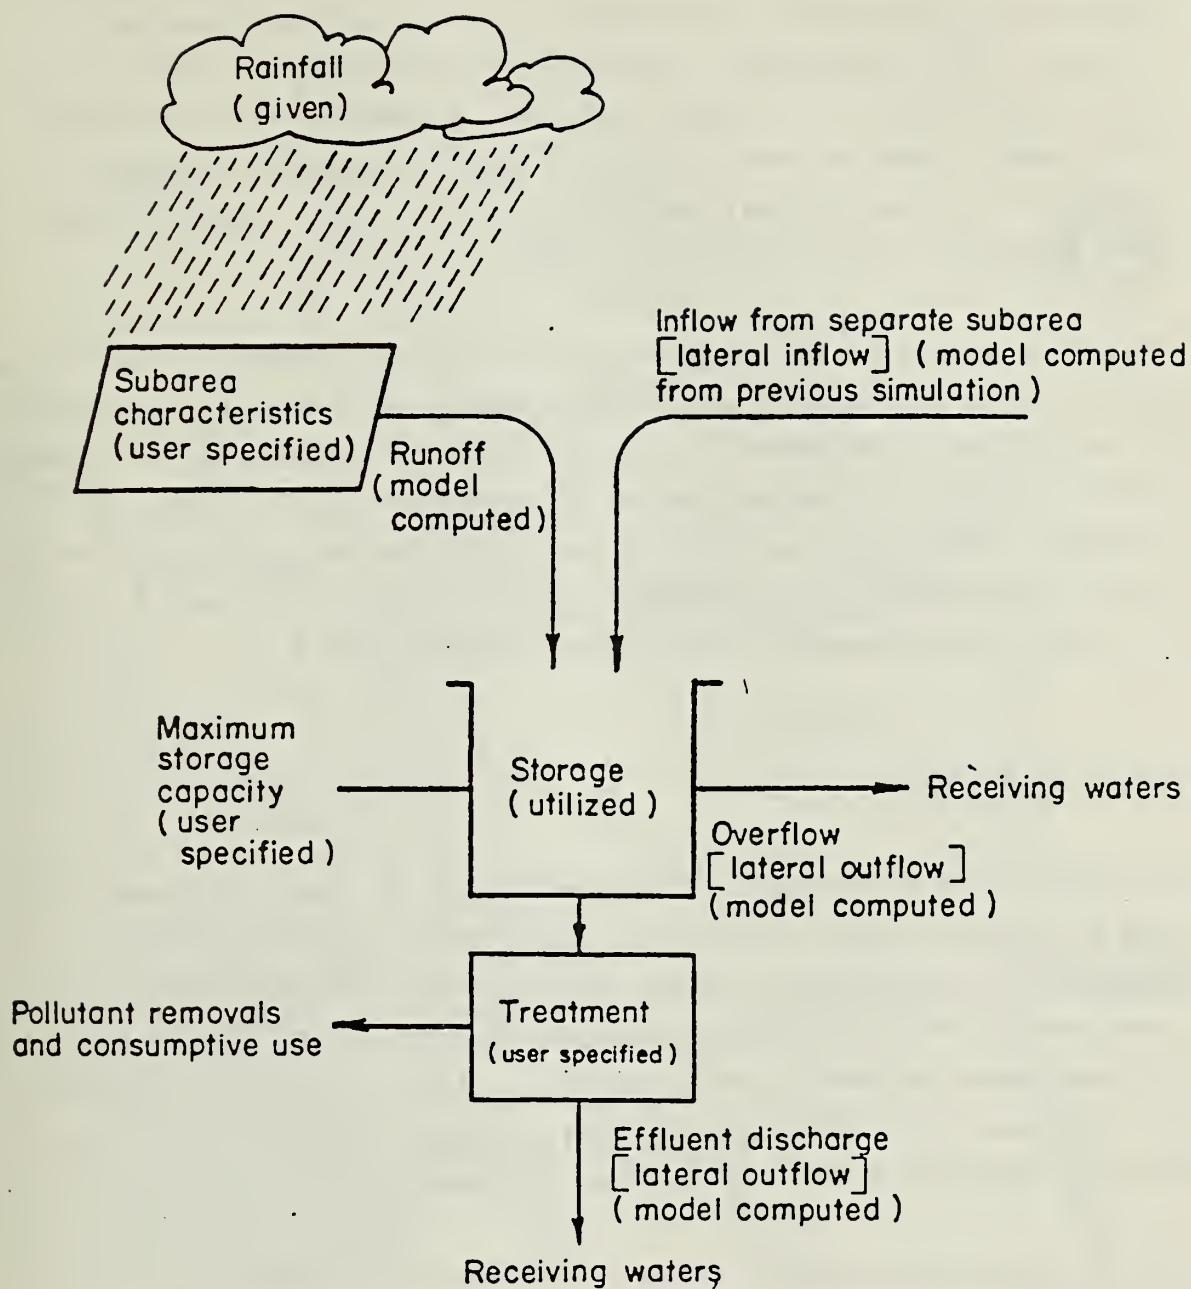 Rainfall
(given)
Inflow from separate subarea
[lateral inflow] (model computed
from previous simulation)
Subarea
characteristics
(user specified)
Runoff
(model
computed)
Maximum
storage
capacity
(user
specified)
Storage
(utilized)
Receiving waters
Overflow
[lateral outflow]
(model computed)
Pollutant removals
and consumptive use
Treatment
(user specified)
Effluent discharge
[lateral outflow]
(model computed)
Receiving waters